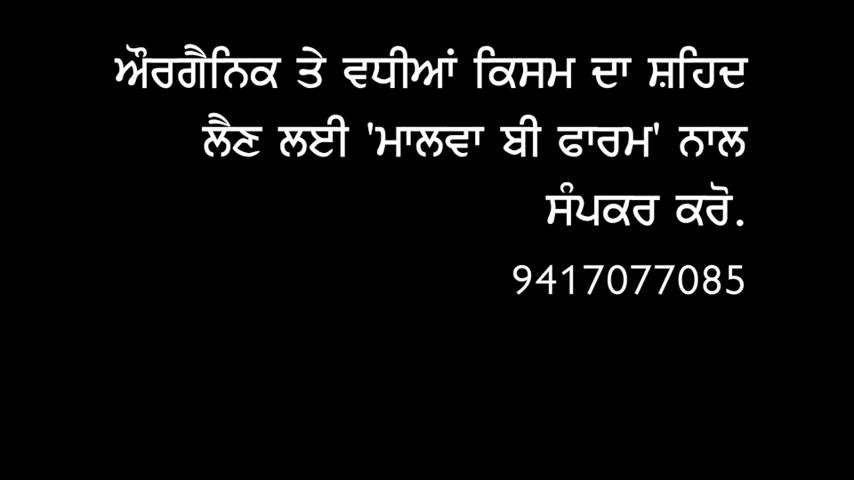 ਔਰਗੈਨਿਕ ਤੇ ਵਧੀਆਂ ਕਿਸਮ ਦਾ ਸ਼ਹਿਦ
ਲੈਣ ਲਈ 'ਮਾਲਵਾ ਬੀ ਫਾਰਮ' ਨਾਲ
ਸੰਪਕਰ ਕਰੋ.
9417077085